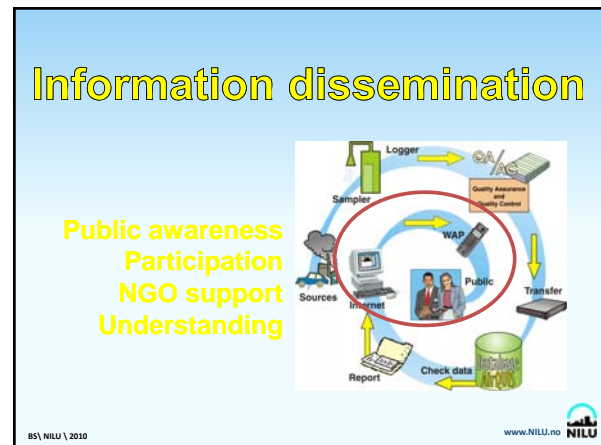 Information dissemination
Public awareness
Participation
NGO support
Understanding
Logger
QA/
AC
Quality Assurance
and
Quality Control
Sampler
WAP
Sources
Internet
Public
Transfer
Database
AirQUIS
Report
Check data
BS\ NILU \ 2010
www.NILU.no
NILU